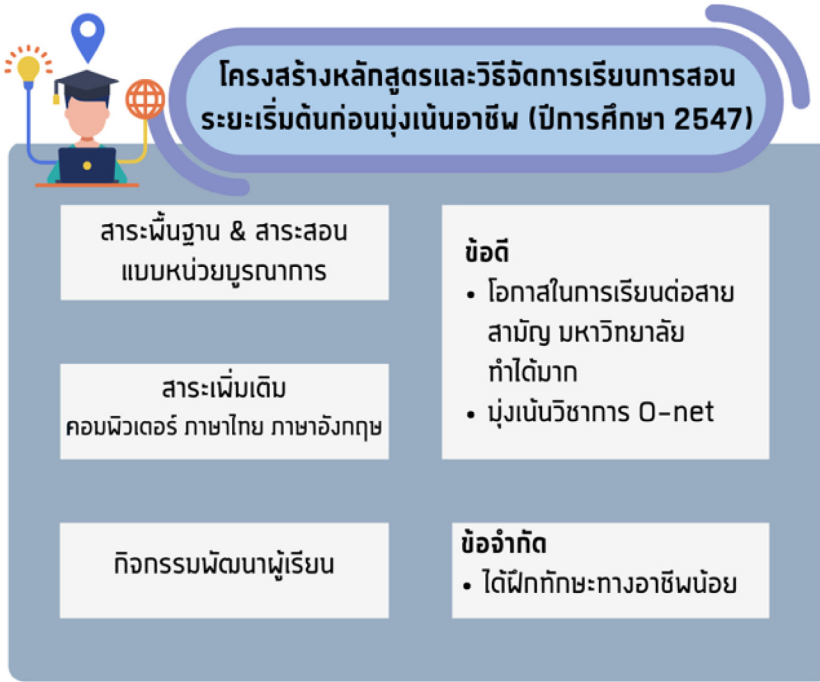 โครงสร้างหลักสูตรและวิธีจัดการเรียนการสอน
ระยะเริ่มต้นก่อนมุ่งเน้นอาชีพ (ปีการศึกษา 2547)
สาระพื้นฐาน & สาระสอน
แบบหน่วยบูรณาการ
สาระเพิ่มเติม
คอมพิวเตอร์ ภาษาไทย ภาษาอังกฤษ
กิจกรรมพัฒนาผู้เรียน
ข้อดี
• โอกาสในการเรียนต่อสาย
สามัญ มหาวิทยาลัย
ทำได้มาก
• มุ่งเน้นวิชาการ O-net
ข้อจำกัด
• ได้ฝึกทักษะทางอาชีพน้อย